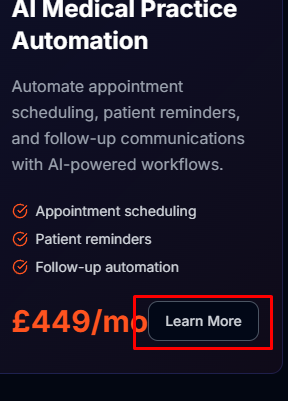 AI Medical Practice
Automation
Automate appointment
scheduling, patient reminders,
and follow-up communications
with AI-powered workflows.
Appointment scheduling
Patient reminders
Follow-up automation
£449/mo Learn More